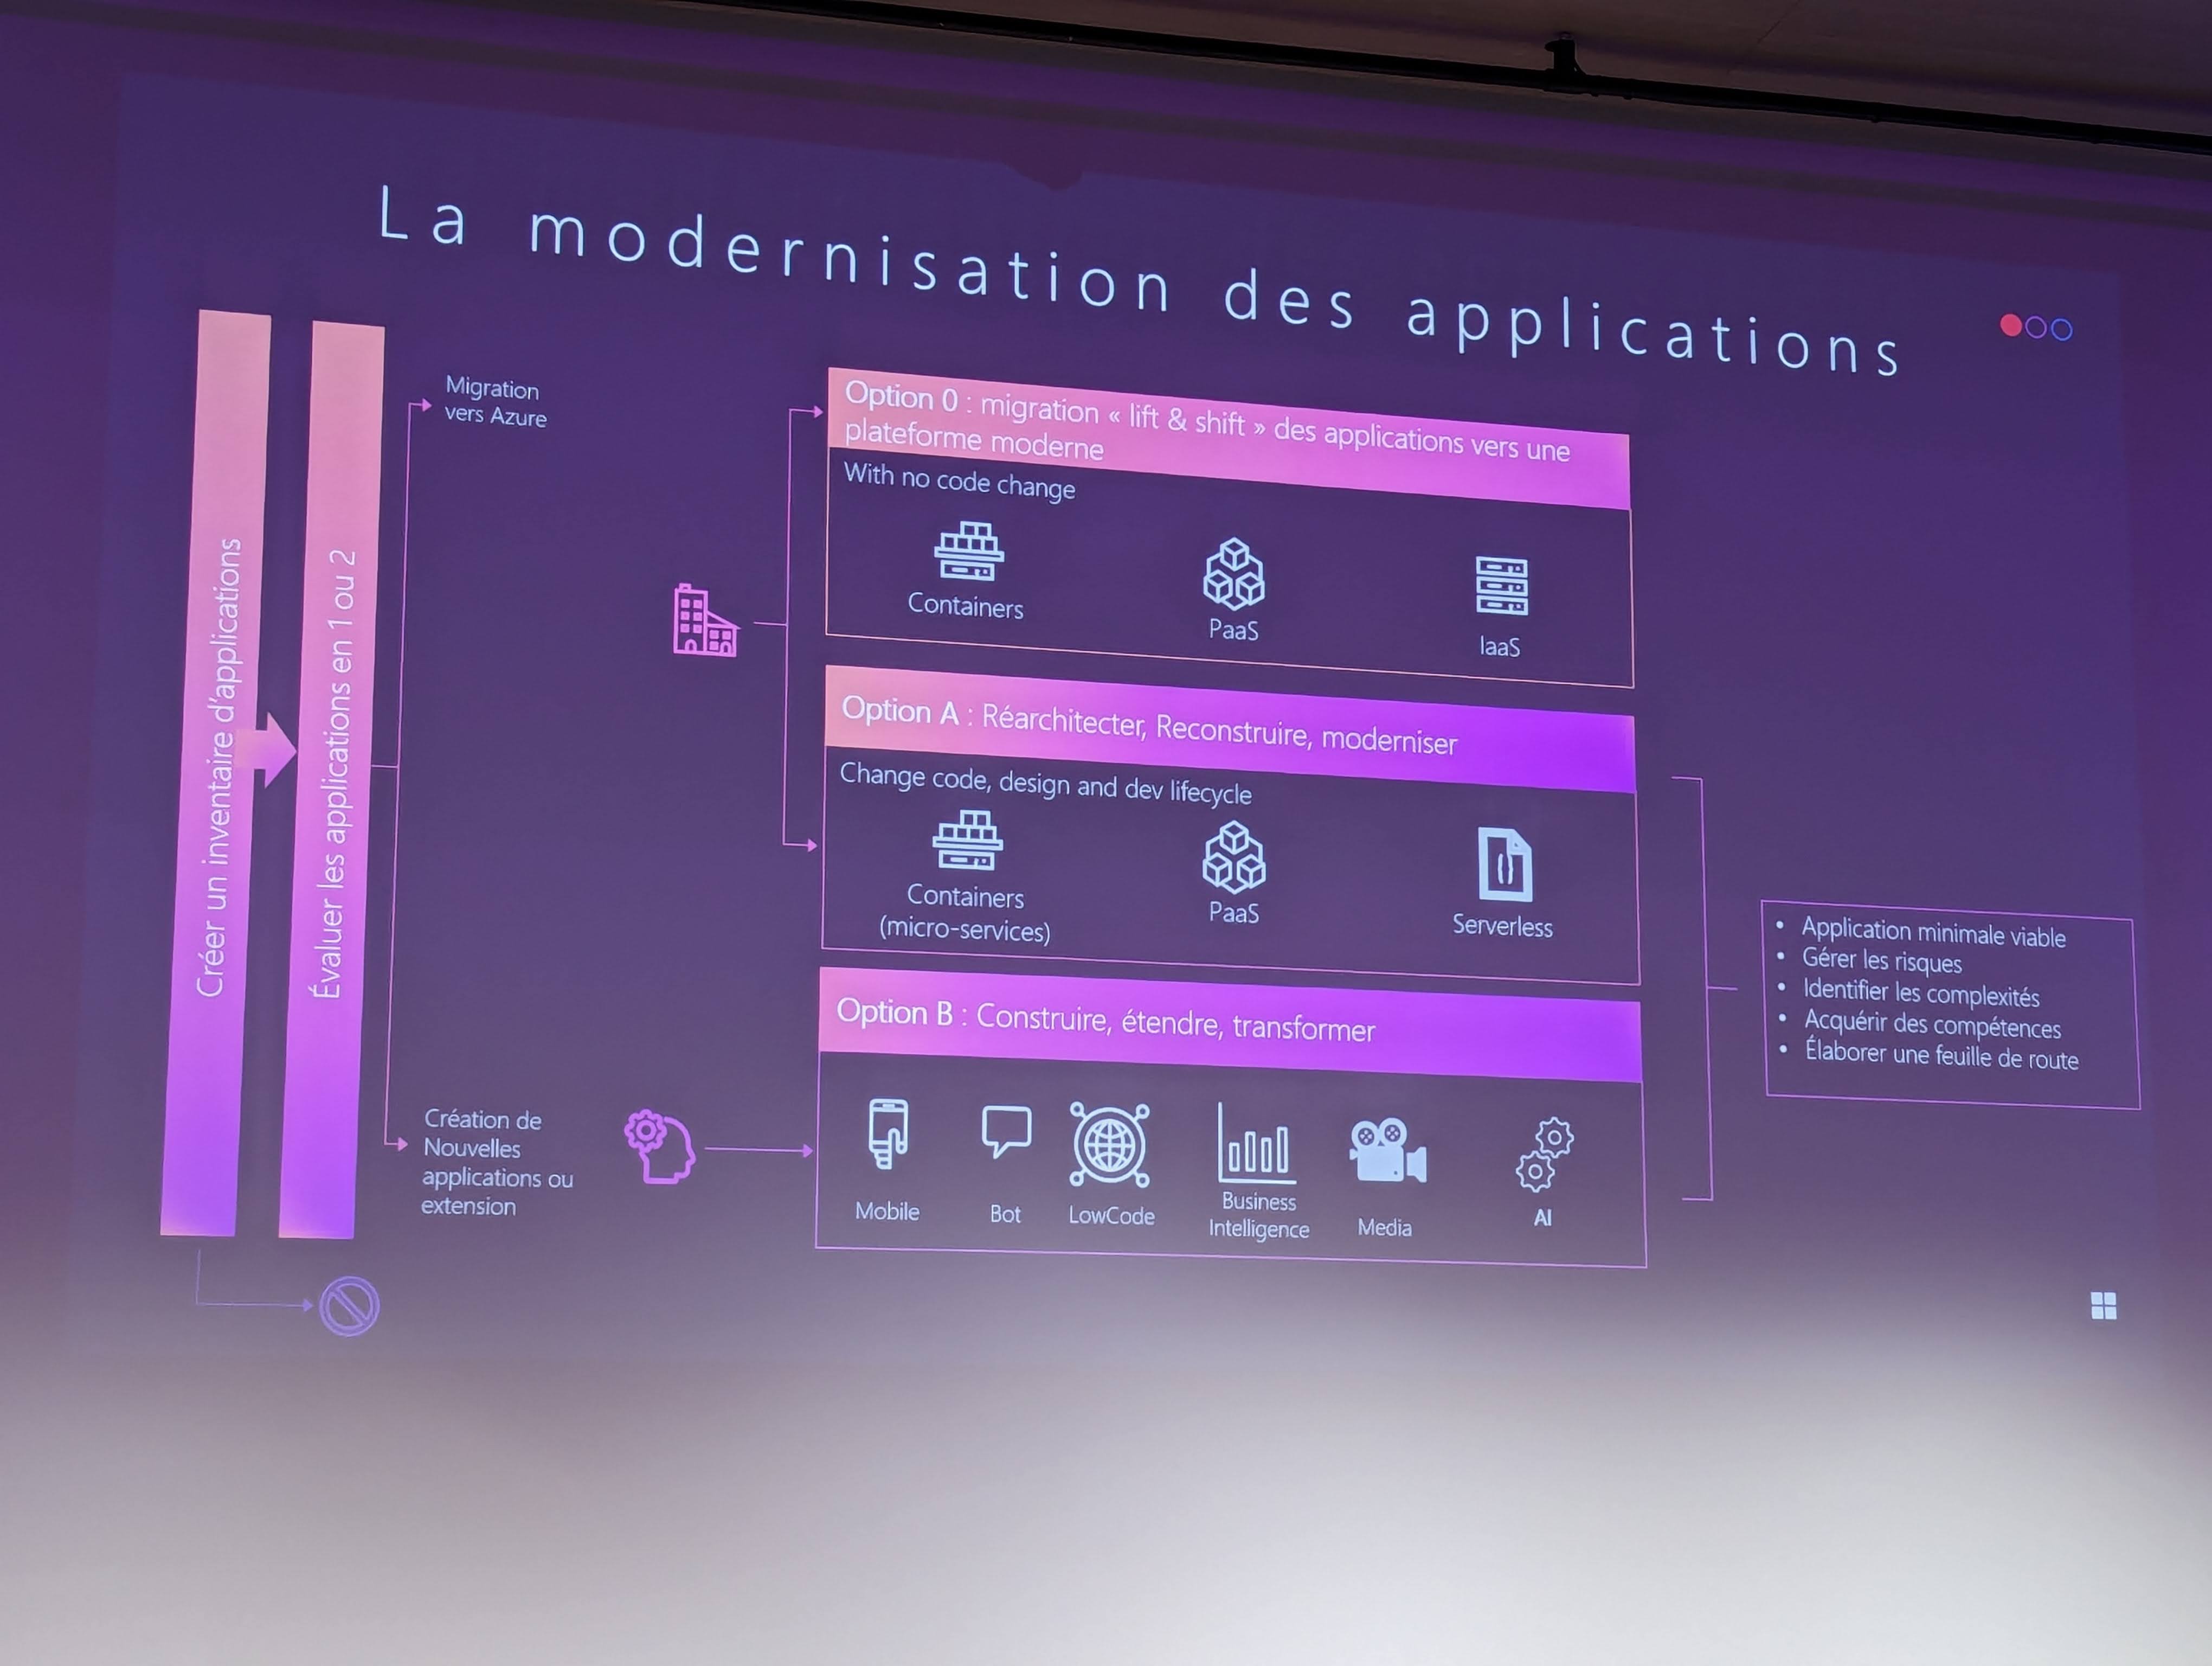 La modernisation des applications
Créer un inventaire d'applications
Évaluer les applications en 1 ou 2
Migration
vers Azure
Option 0 : migration « lift & shift » des applications vers une
plateforme moderne
With no code change
Containers
PaaS
IaaS
Option A : Réarchitecter, Reconstruire, moderniser
Change code, design and dev lifecycle
Containers
(micro-services)
PaaS
Serverless
Création de
Nouvelles
applications ou
extension
Option B : Construire, étendre, transformer
Mobile
Bot
LowCode
Business
Intelligence
Media
AI
• Application minimale viable
• Gérer les risques
• Identifier les complexités
• Acquérir des compétences
• Élaborer une feuille de route